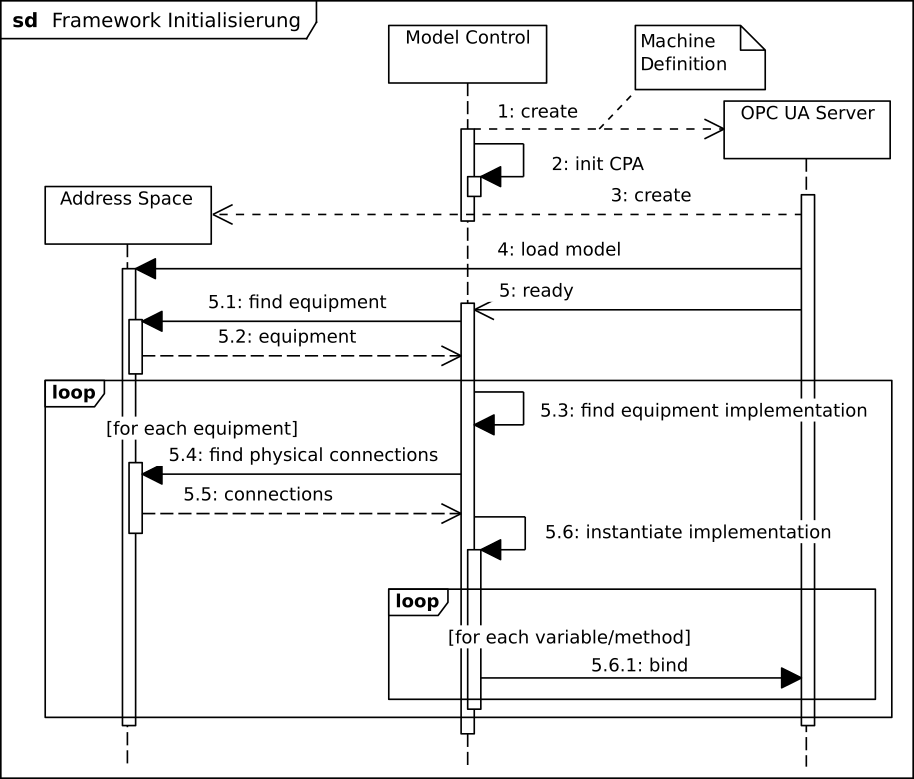 sd Framework Initialisierung
Model Control
Machine
Definition
1: create
OPC UA Server
2: init CPA
3: create
Address Space
4: load model
5: ready
5.1: find equipment
5.2: equipment
loop
5.3: find equipment implementation
[for each equipment]
5.4: find physical connections
5.5: connections
5.6: instantiate implementation
loop
[for each variable/method]
5.6.1: bind